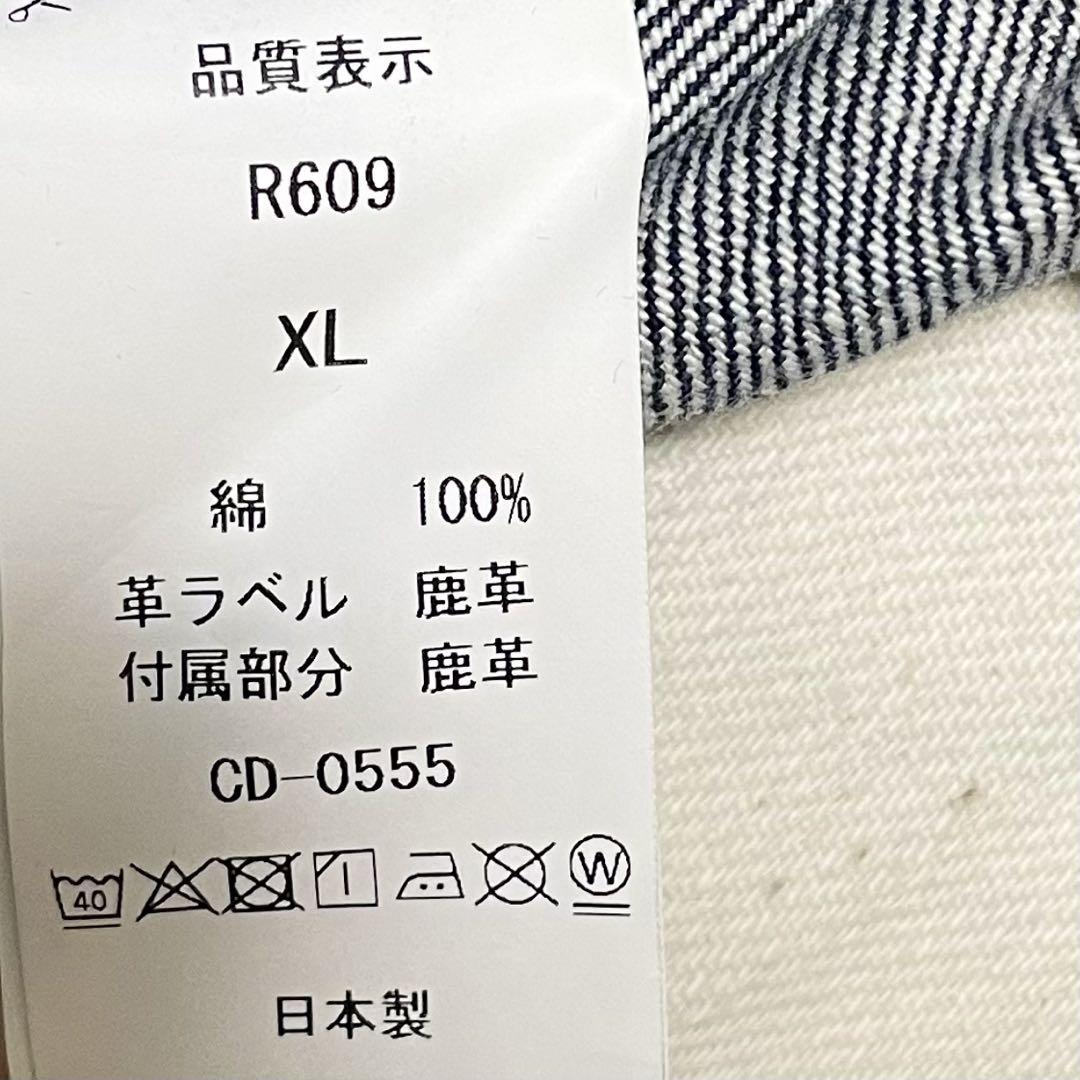 品質表示
R609
XL
綿 100%
革ラベル 鹿革
付属部分 鹿革
CD-0555
40 W
日本製